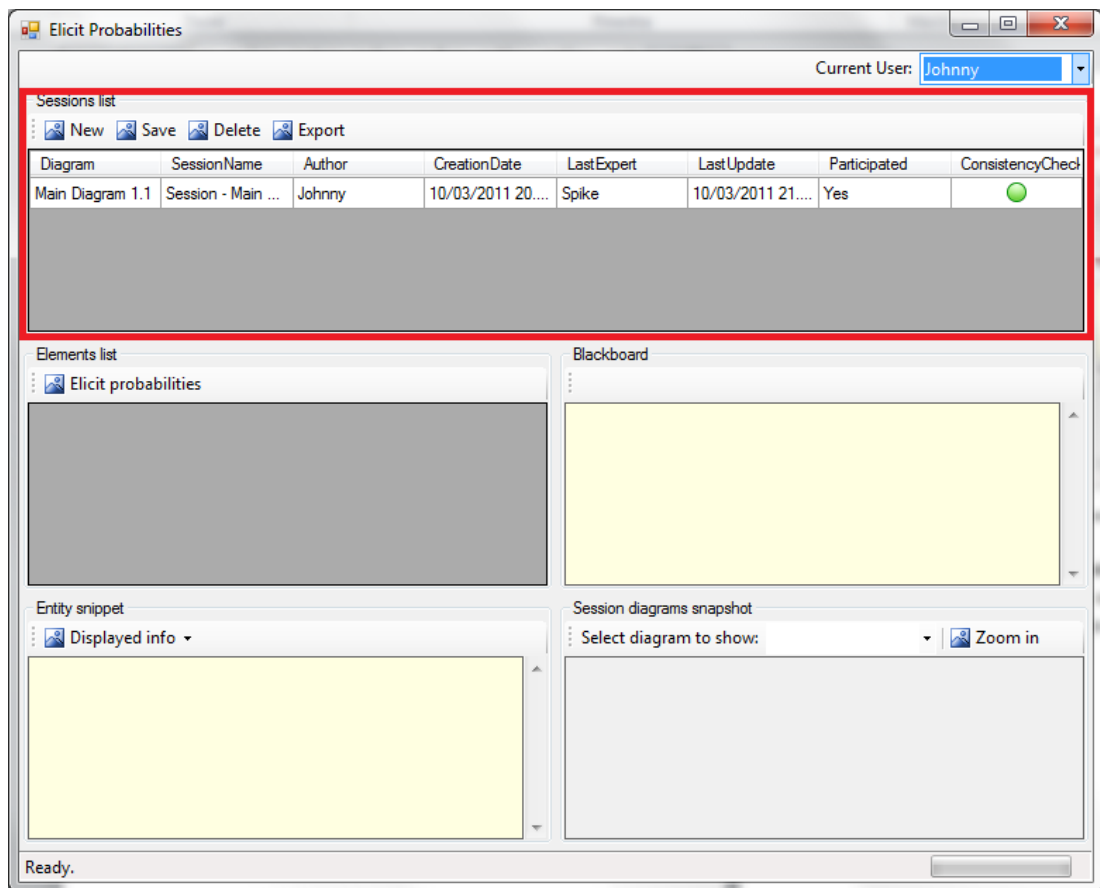 Elicit Probabilities
Current User: Johnny
Sessions list
New Save Delete Export
Diagram SessionName Author CreationDate LastExpert LastUpdate Participated ConsistencyCheck
Main Diagram 1.1 Session - Main ... Johnny 10/03/2011 20.... Spike 10/03/2011 21.... Yes
Elements list Blackboard
Elicit probabilities
Entity snippet Session diagrams snapshot
Displayed info Select diagram to show: Zoom in
Ready.